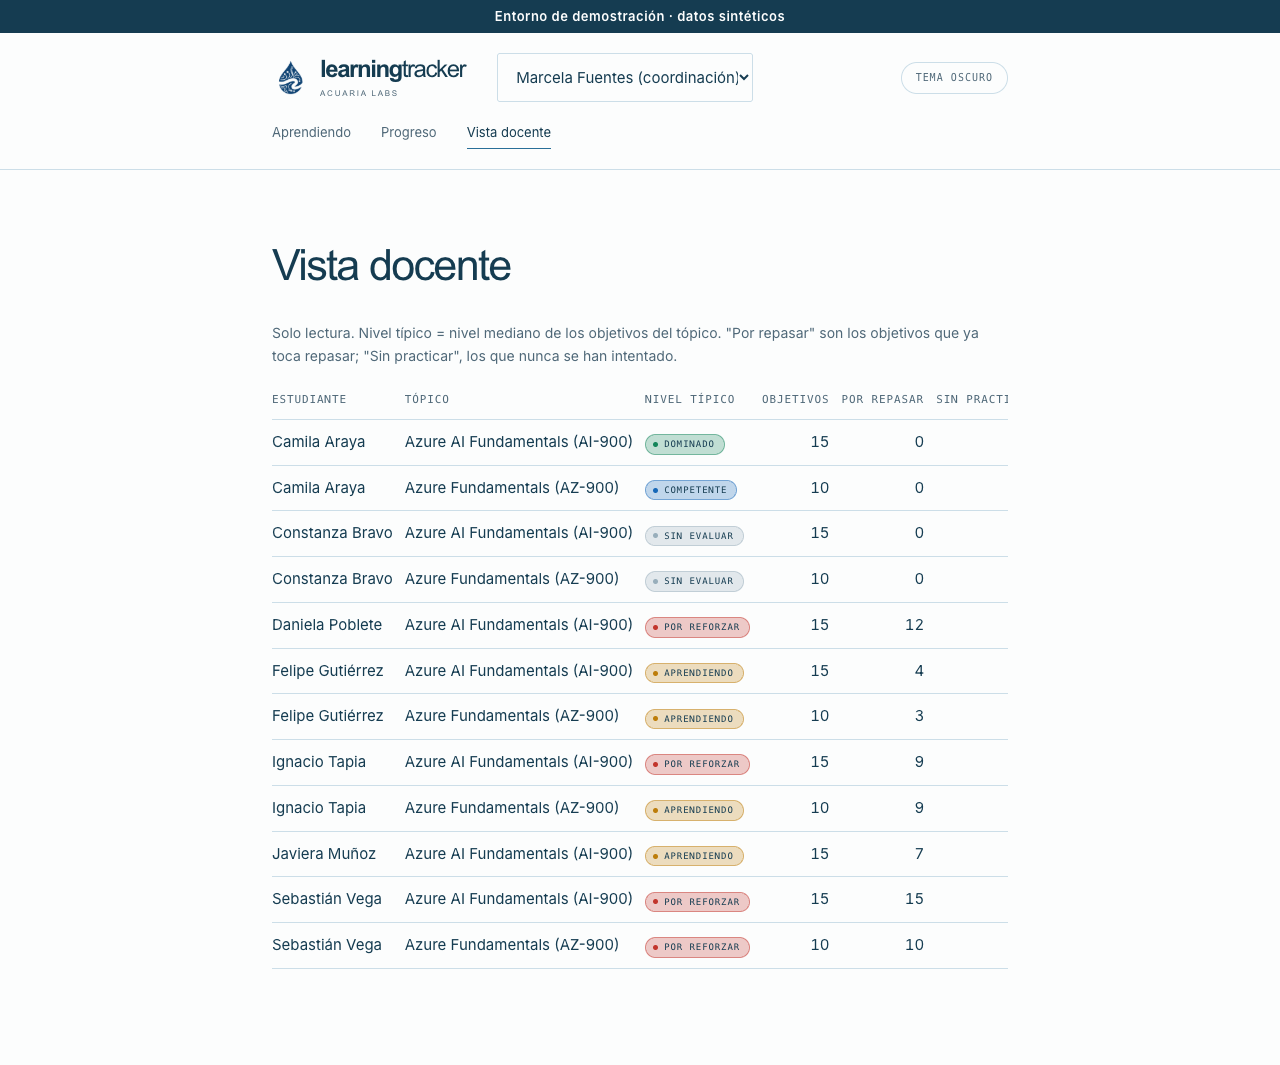 Entorno de demostración · datos sintéticos
learningtracker
ACUARIA LABS
Marcela Fuentes (coordinación)
TEMA OSCURO
Aprendiendo Progreso Vista docente
Vista docente
Solo lectura. Nivel típico = nivel mediano de los objetivos del tópico. "Por repasar" son los objetivos que ya
toca repasar; "Sin practicar", los que nunca se han intentado.
ESTUDIANTE TÓPICO NIVEL TÍPICO OBJETIVOS POR REPASAR SIN PRACTI
Camila Araya Azure AI Fundamentals (AI-900) DOMINADO 15 0
Camila Araya Azure Fundamentals (AZ-900) COMPETENTE 10 0
Constanza Bravo Azure AI Fundamentals (AI-900) SIN EVALUAR 15 0
Constanza Bravo Azure Fundamentals (AZ-900) SIN EVALUAR 10 0
Daniela Poblete Azure AI Fundamentals (AI-900) POR REFORZAR 15 12
Felipe Gutiérrez Azure AI Fundamentals (AI-900) APRENDIENDO 15 4
Felipe Gutiérrez Azure Fundamentals (AZ-900) APRENDIENDO 10 3
Ignacio Tapia Azure AI Fundamentals (AI-900) POR REFORZAR 15 9
Ignacio Tapia Azure Fundamentals (AZ-900) APRENDIENDO 10 9
Javiera Muñoz Azure AI Fundamentals (AI-900) APRENDIENDO 15 7
Sebastián Vega Azure AI Fundamentals (AI-900) POR REFORZAR 15 15
Sebastián Vega Azure Fundamentals (AZ-900) POR REFORZAR 10 10